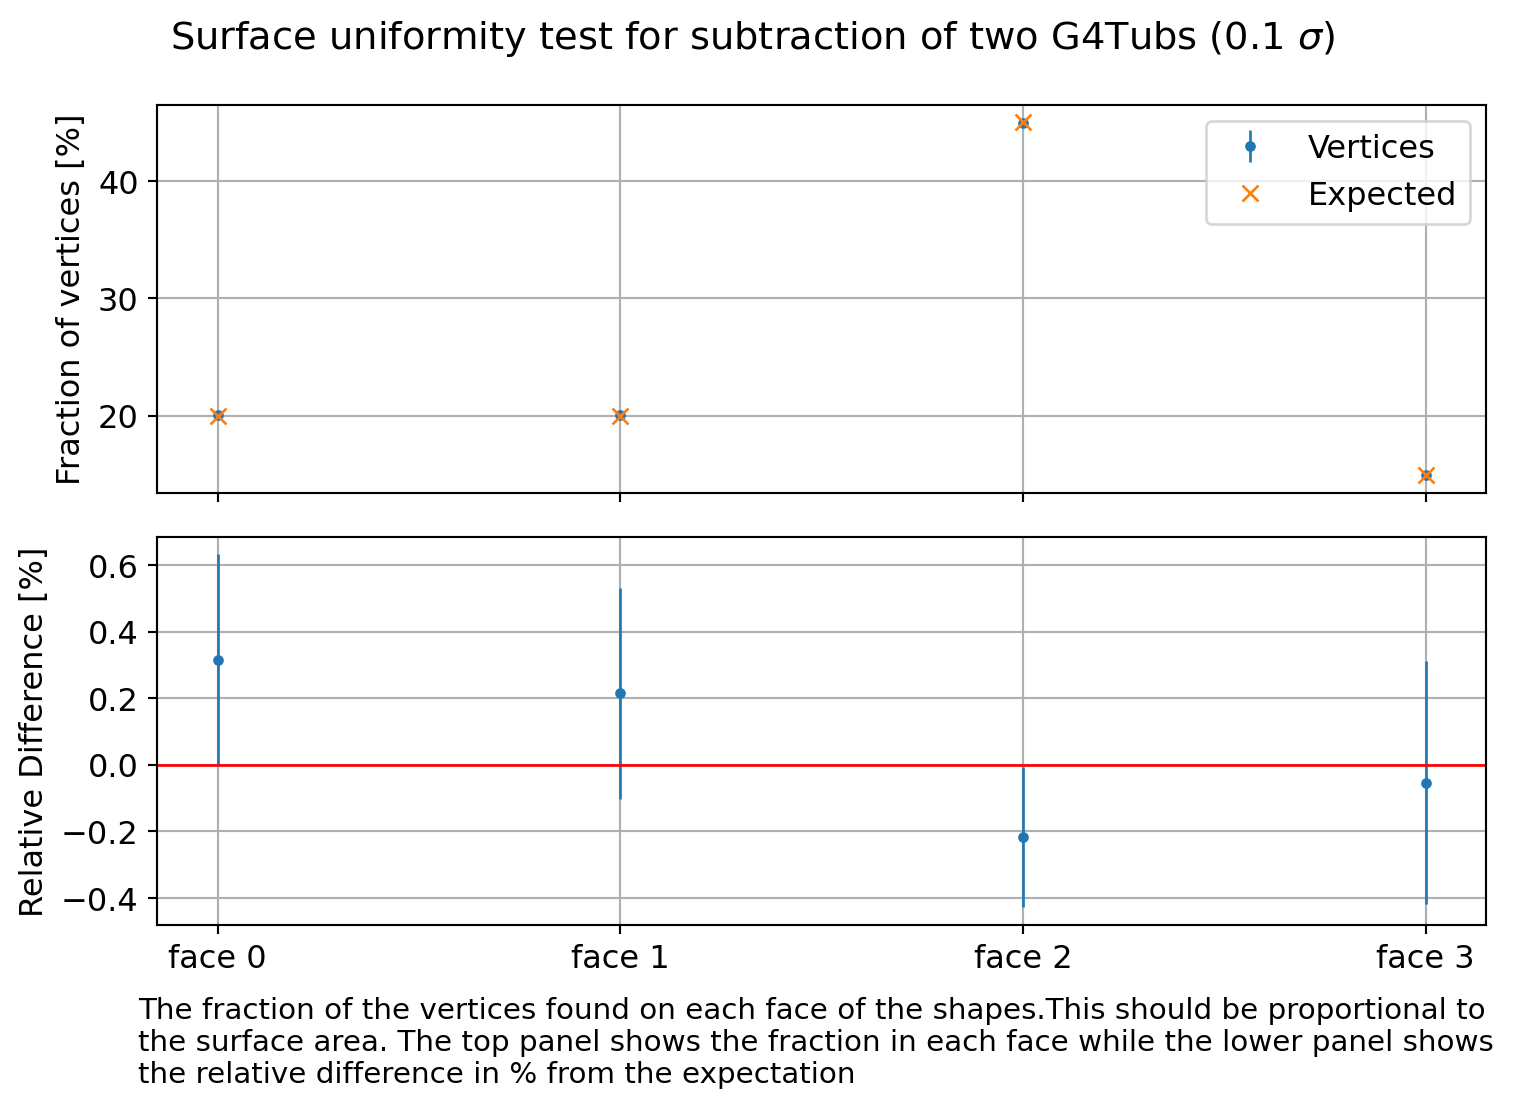 Surface uniformity test for subtraction of two G4Tubs (0.1 σ)
Fraction of vertices [%]
40
30
20
Vertices
Expected
Relative Difference [%]
0.6
0.4
0.2
0.0
−0.2
−0.4
face 0
face 1
face 2
face 3
The fraction of the vertices found on each face of the shapes.This should be proportional to
the surface area. The top panel shows the fraction in each face while the lower panel shows
the relative difference in % from the expectation